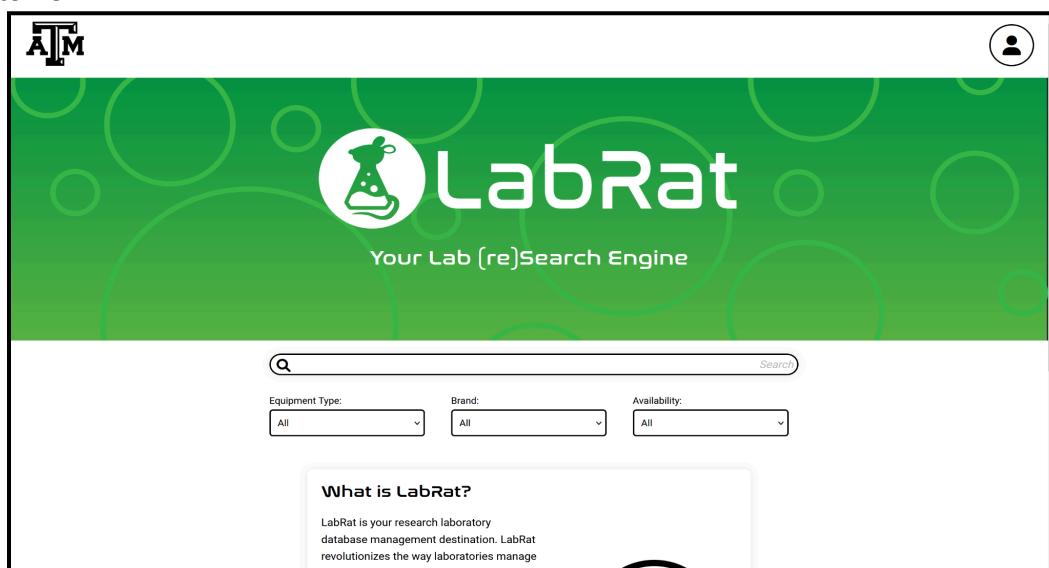 ATM
LabRat
Your Lab (re)Search Engine
Search
Equipment Type: Brand: Availability:
All All All
What is LabRat?
LabRat is your research laboratory
database management destination. LabRat
revolutionizes the way laboratories manage